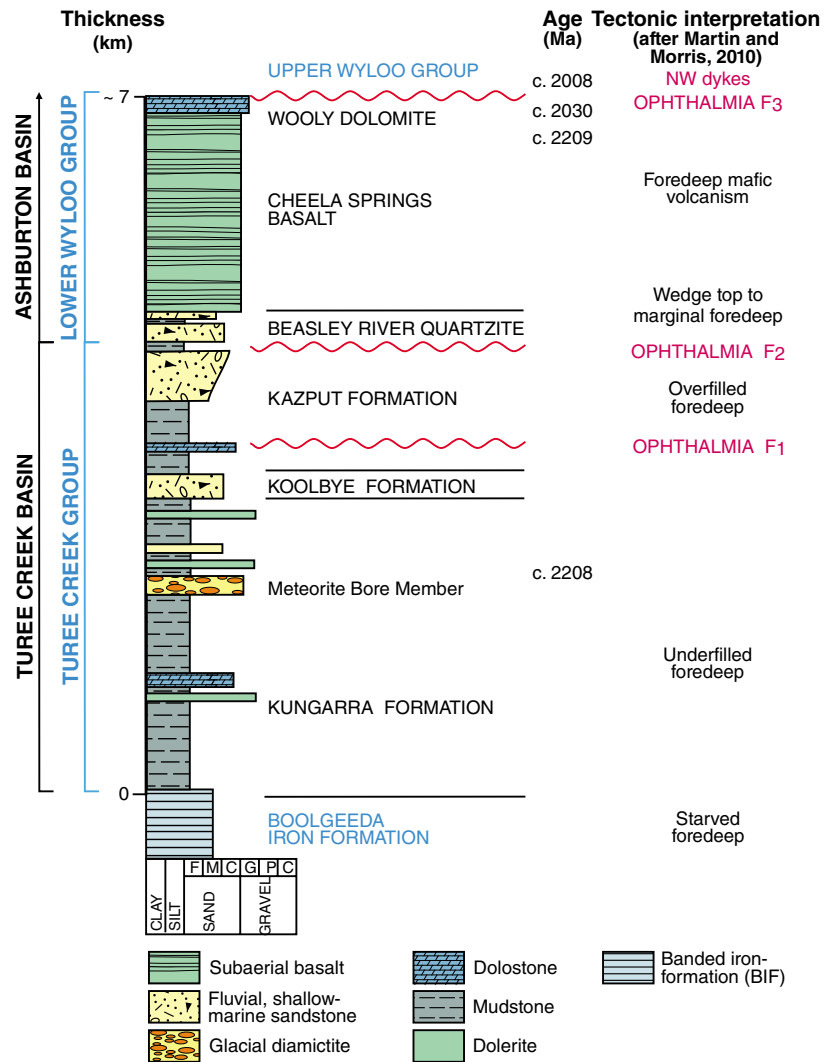 Thickness
(km)
Age
(Ma)
Tectonic interpretation
(after Martin and
Morris, 2010)
UPPER WYLOO GROUP
c. 2008
NW dykes
~ 7
c. 2030
OPHTHALMIA F3
WOOLY DOLOMITE
c. 2209
Foredeep mafic
volcanism
CHEELA SPRINGS
BASALT
Wedge top to
marginal foredeep
BEASLEY RIVER QUARTZITE
OPHTHALMIA F2
KAZPUT FORMATION
Overfilled
foredeep
OPHTHALMIA F1
KOOLBYE FORMATION
c. 2208
Meteorite Bore Member
Underfilled
foredeep
KUNGARRA FORMATION
0
BOOLGEEDA
IRON FORMATION
Starved
foredeep
ASHBURTON BASIN
LOWER WYLOO GROUP
TUREE CREEK BASIN
TUREE CREEK GROUP
F M C G P C
CLAY
SILT
SAND
GRAVEL
Subaerial basalt
Dolostone
Banded iron-
formation (BIF)
Fluvial, shallow-
marine sandstone
Mudstone
Glacial diamictite
Dolerite